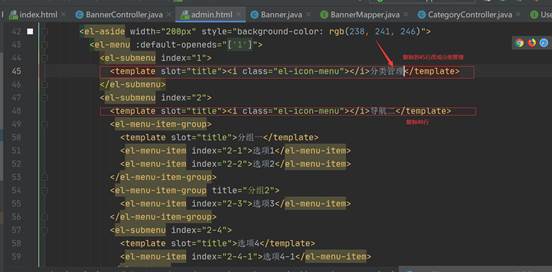 index.html BannerController.java admin.html Banner.java BannerMapper.java CategoryController.java Use
42 <el-aside width="200px" style="background-color: rgb(238, 241, 246)">
43 <el-menu :default-openeds="['1']">
44 <el-submenu index="1">
45 <template slot="title"><i class="el-icon-menu"></i>分类管理</template>
46 </el-submenu>
47 <el-submenu index="2">
48 <template slot="title"><i class="el-icon-menu"></i>导航二</template>
49 <el-menu-item-group>
50 <template slot="title">分组一</template>
51 <el-menu-item index="2-1">选项1</el-menu-item>
52 <el-menu-item index="2-2">选项2</el-menu-item>
53 </el-menu-item-group>
54 <el-menu-item-group title="分组2">
55 <el-menu-item index="2-3">选项3</el-menu-item>
56 </el-menu-item-group>
57 <el-submenu index="2-4">
58 <template slot="title">选项4</template>
59 <el-menu-item index="2-4-1">选项4-1</el-menu-item>